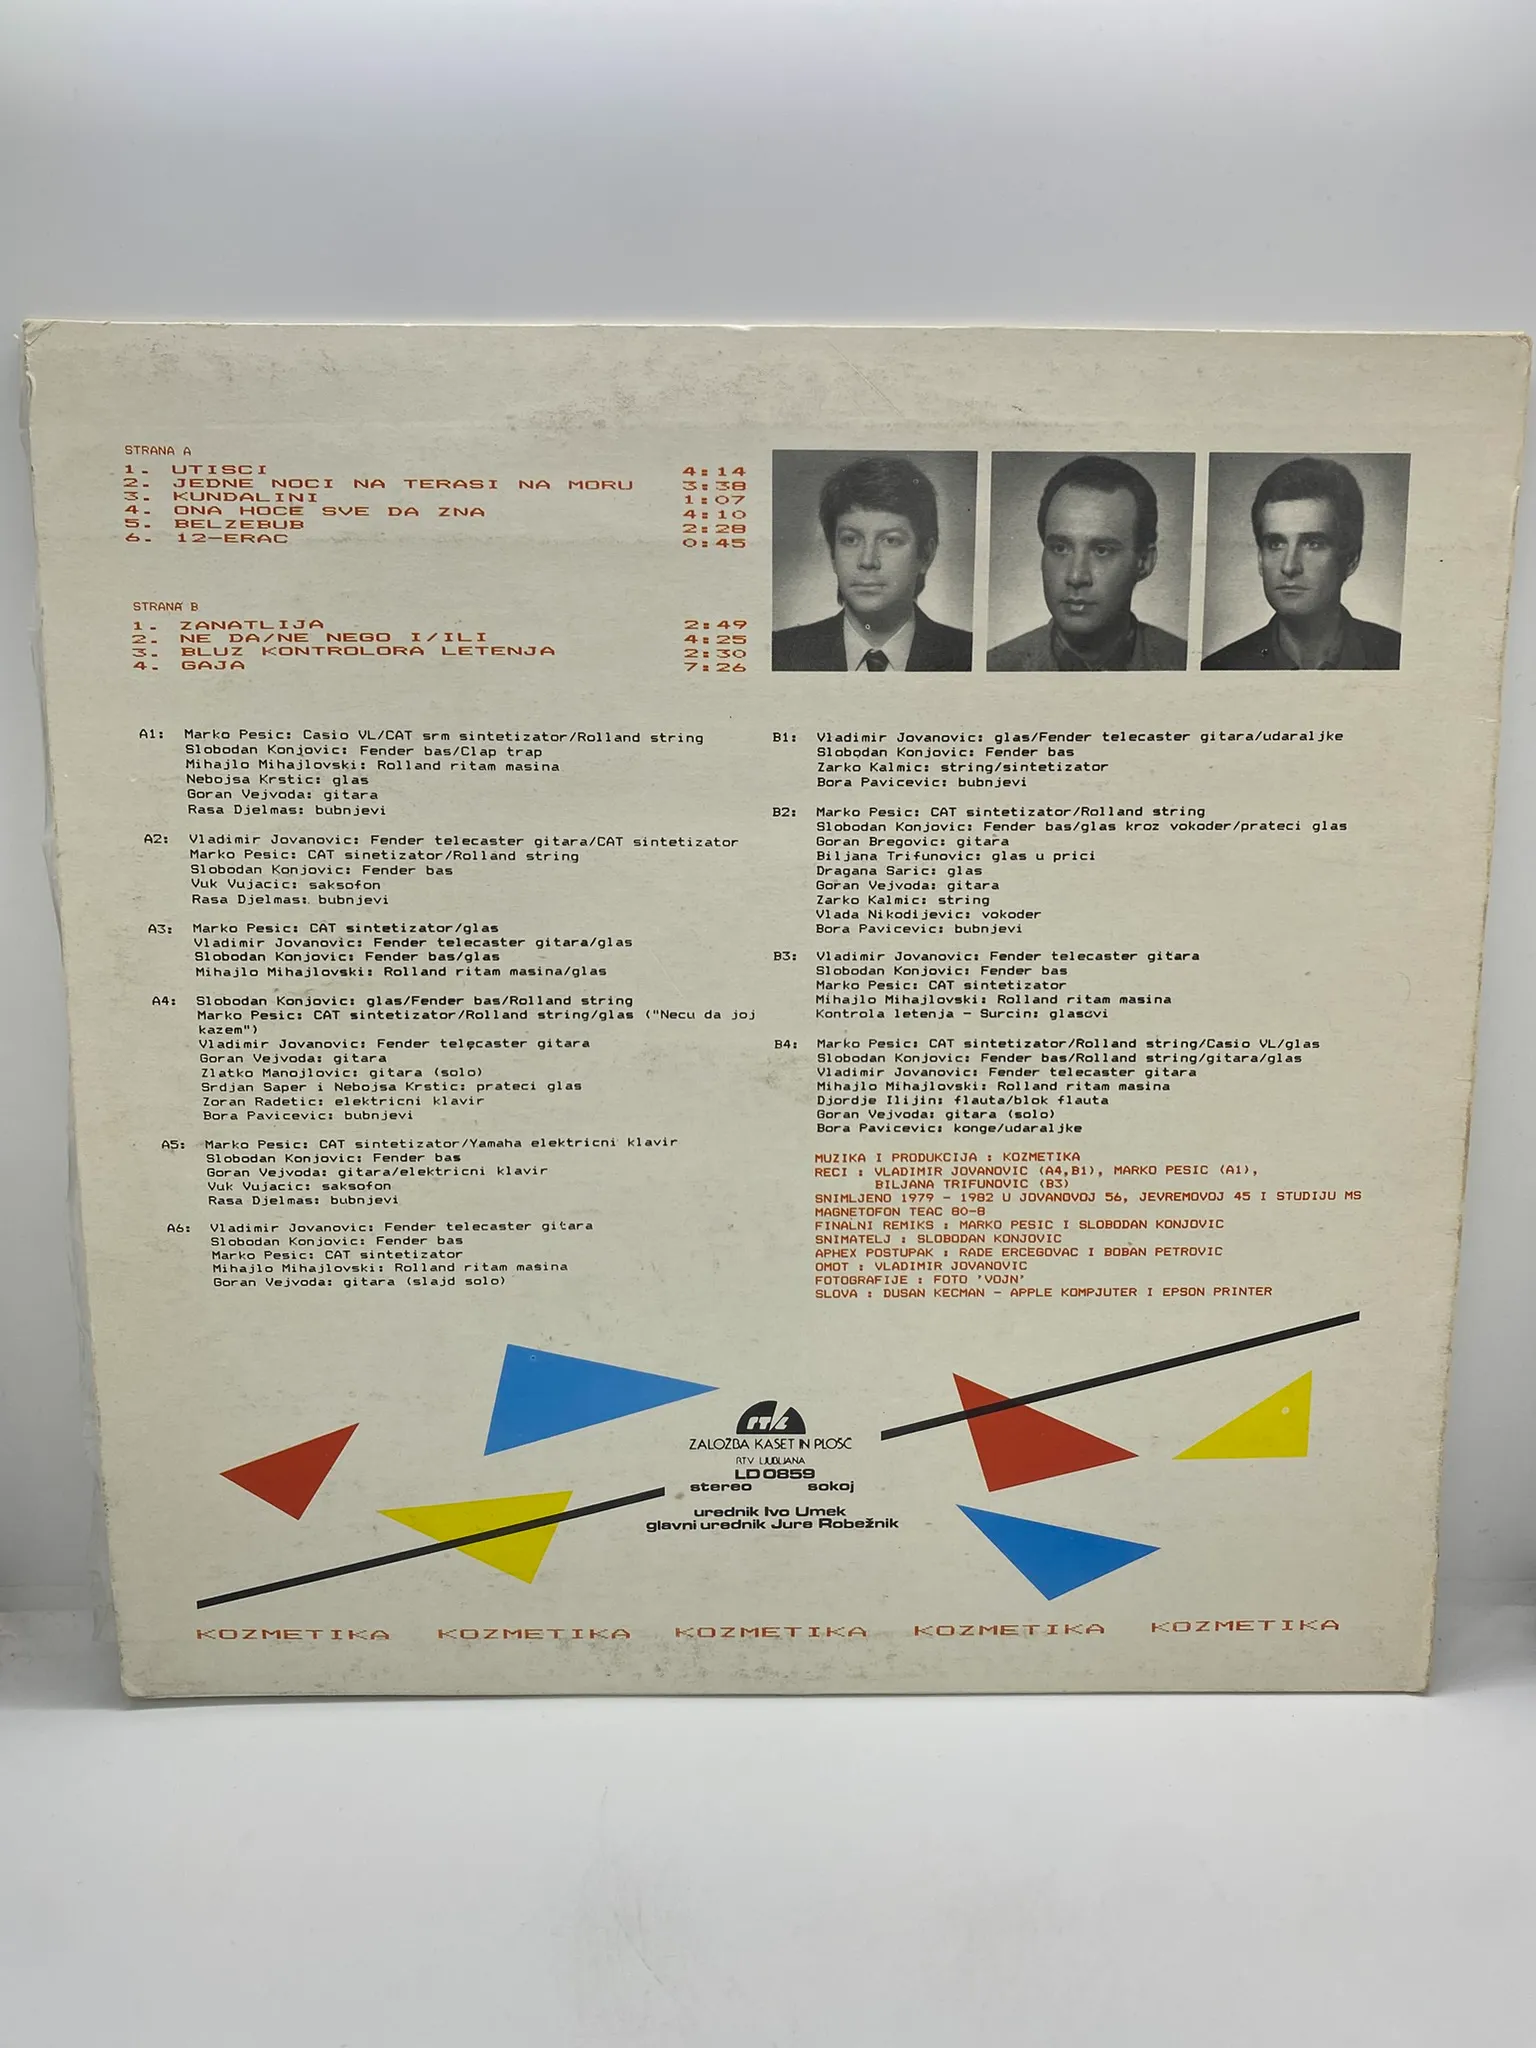 STRANA A
1. UTISCI 4:14
2. JEDNE NOCI NA TERASI NA MORU 3:38
3. KUNDALINI 1:07
4. ONA HOCE SVE DA ZNA 4:10
5. BELZEBUB 2:28
6. 12-ERAC 0:45
STRANA B
1. ZANATLIJA 2:49
2. NE DA/NE NEGO I/ILI 4:25
3. BLUZ KONTROLORA LETENJA 2:30
4. GAJA 7:26
A1: Marko Pesic: Casio VL/CAT srm sintetizator/Rolland string
Slobodan Konjovic: Fender bas/Clap trap
Mihajlo Mihajlovski: Rolland ritam masina
Nebojsa Krstic: glas
Goran Vejvoda: gitara
Rasa Djelmas: bubnjevi
A2: Vladimir Jovanovic: Fender telecaster gitara/CAT sintetizator
Marko Pesic: CAT sinetizator/Rolland string
Slobodan Konjovic: Fender bas
Vuk Vujacic: saksofon
Rasa Djelmas: bubnjevi
A3: Marko Pesic: CAT sintetizator/glas
Vladimir Jovanovic: Fender telecaster gitara/glas
Slobodan Konjovic: Fender bas/glas
Mihajlo Mihajlovski: Rolland ritam masina/glas
A4: Slobodan Konjovic: glas/Fender bas/Rolland string
Marko Pesic: CAT sintetizator/Rolland string/glas ("Necu da joj
kazem")
Vladimir Jovanovic: Fender telecaster gitara
Goran Vejvoda: gitara
Zlatko Manojlovic: gitara (solo)
Srdjan Saper i Nebojsa Krstic: prateci glas
Zoran Radetic: elektricni klavir
Bora Pavicevic: bubnjevi
A5: Marko Pesic: CAT sintetizator/Yamaha elektricni klavir
Slobodan Konjovic: Fender bas
Goran Vejvoda: gitara/elektricni klavir
Vuk Vujacic: saksofon
Rasa Djelmas: bubnjevi
A6: Vladimir Jovanovic: Fender telecaster gitara
Slobodan Konjovic: Fender bas
Marko Pesic: CAT sintetizator
Mihajlo Mihajlovski: Rolland ritam masina
Goran Vejvoda: gitara (slajd solo)
B1: Vladimir Jovanovic: glas/Fender telecaster gitara/udaraljke
Slobodan Konjovic: Fender bas
Zarko Kalmic: string/sintetizator
Bora Pavicevic: bubnjevi
B2: Marko Pesic: CAT sintetizator/Rolland string
Slobodan Konjovic: Fender bas/glas kroz vokoder/prateci glas
Goran Bregovic: gitara
Biljana Trifunovic: glas u prici
Dragana Saric: glas
Goran Vejvoda: gitara
Zarko Kalmic: string
Vlada Nikodijevic: vokoder
Bora Pavicevic: bubnjevi
B3: Vladimir Jovanovic: Fender telecaster gitara
Slobodan Konjovic: Fender bas
Marko Pesic: CAT sintetizator
Mihajlo Mihajlovski: Rolland ritam masina
Kontrola letenja - Surcin: glasovi
B4: Marko Pesic: CAT sintetizator/Rolland string/Casio VL/glas
Slobodan Konjovic: Fender bas/Rolland string/gitara/glas
Vladimir Jovanovic: Fender telecaster gitara
Mihajlo Mihajlovski: Rolland ritam masina
Djordje Ilijin: flauta/blok flauta
Goran Vejvoda: gitara (solo)
Bora Pavicevic: konge/udaraljke
MUZIKA I PRODUKCIJA : KOZMETIKA
RECI : VLADIMIR JOVANOVIC (A4,B1), MARKO PESIC (A1),
BILJANA TRIFUNOVIC (B3)
SNIMLJENO 1979 - 1982 U JOVANOVOJ 56, JEVREMOVOJ 45 I STUDIJU MS
MAGNETOFON TEAC 80-8
FINALNI REMIKS : MARKO PESIC I SLOBODAN KONJOVIC
SNIMATELJ : SLOBODAN KONJOVIC
APHEX POSTUPAK : RADE ERCEGOVAC I BOBAN PETROVIC
OMOT : VLADIMIR JOVANOVIC
FOTOGRAFIJE : FOTO 'VOJN'
SLOVA : DUSAN KECMAN - APPLE KOMPJUTER I EPSON PRINTER
RTL
ZALOŽBA KASET IN PLOŠČ
RTV LJUBLJANA
LD 0859
stereo sokoj
urednik Ivo Umek
glavni urednik Jure Robežnik
KOZMETIKA KOZMETIKA KOZMETIKA KOZMETIKA KOZMETIKA